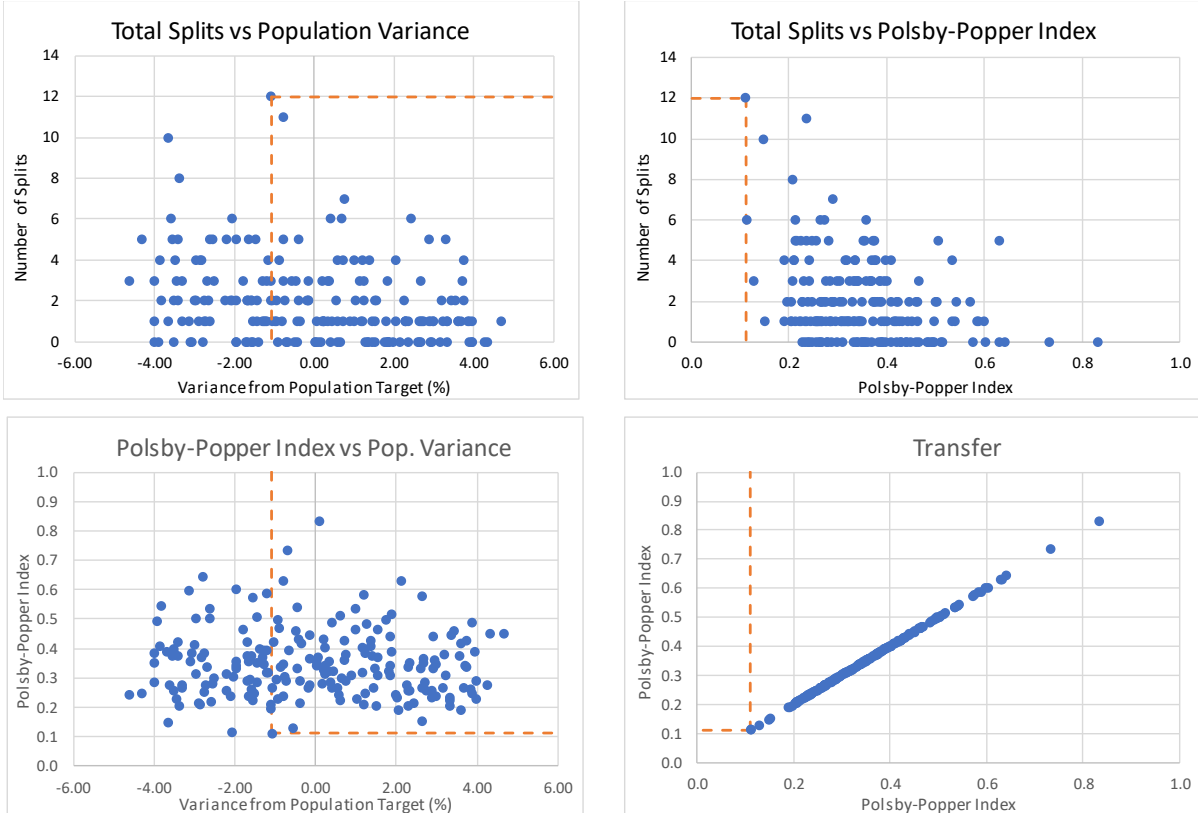 Total Splits vs Population Variance
Number of Splits
14
12
10
8
6
4
2
0
-6.00 -4.00 -2.00 0.00 2.00 4.00 6.00
Variance from Population Target (%)
Total Splits vs Polsby-Popper Index
Number of Splits
14
12
10
8
6
4
2
0
0.0 0.2 0.4 0.6 0.8 1.0
Polsby-Popper Index
Polsby-Popper Index vs Pop. Variance
Polsby-Popper Index
1.0
0.9
0.8
0.7
0.6
0.5
0.4
0.3
0.2
0.1
0.0
-6.00 -4.00 -2.00 0.00 2.00 4.00 6.00
Variance from Population Target (%)
Transfer
Polsby-Popper Index
1.0
0.9
0.8
0.7
0.6
0.5
0.4
0.3
0.2
0.1
0.0
0.0 0.2 0.4 0.6 0.8 1.0
Polsby-Popper Index